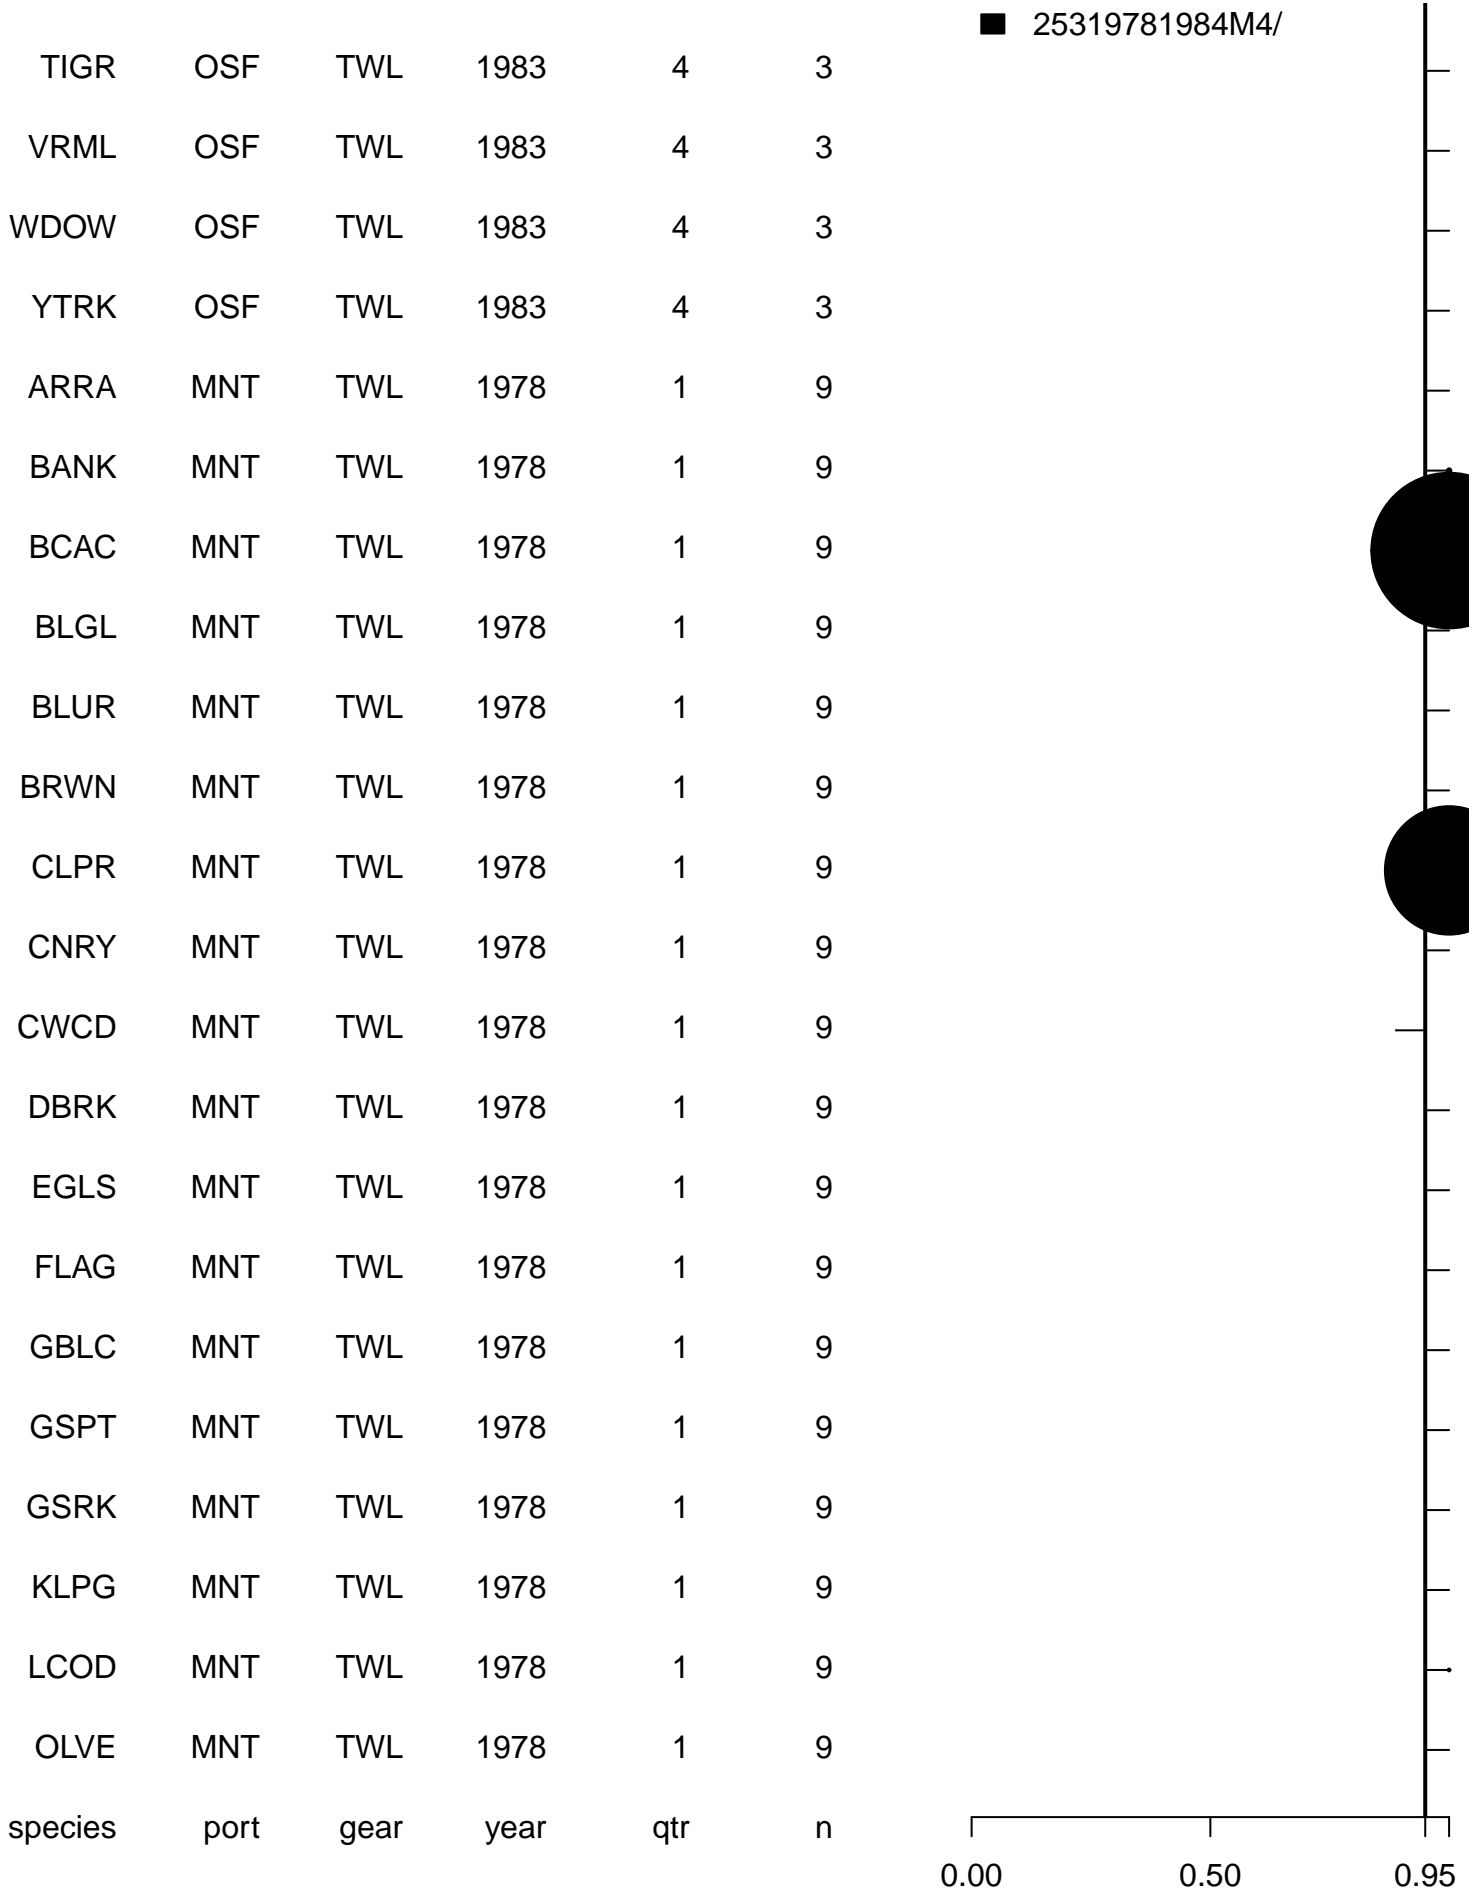 25319781984M4/
TIGR OSF TWL 1983 4 3
VRML OSF TWL 1983 4 3
WDOW OSF TWL 1983 4 3
YTRK OSF TWL 1983 4 3
ARRA MNT TWL 1978 1 9
BANK MNT TWL 1978 1 9
BCAC MNT TWL 1978 1 9
BLGL MNT TWL 1978 1 9
BLUR MNT TWL 1978 1 9
BRWN MNT TWL 1978 1 9
CLPR MNT TWL 1978 1 9
CNRY MNT TWL 1978 1 9
CWCD MNT TWL 1978 1 9
DBRK MNT TWL 1978 1 9
EGLS MNT TWL 1978 1 9
FLAG MNT TWL 1978 1 9
GBLC MNT TWL 1978 1 9
GSPT MNT TWL 1978 1 9
GSRK MNT TWL 1978 1 9
KLPG MNT TWL 1978 1 9
LCOD MNT TWL 1978 1 9
OLVE MNT TWL 1978 1 9
species port gear year qtr n
0.00 0.50 0.95